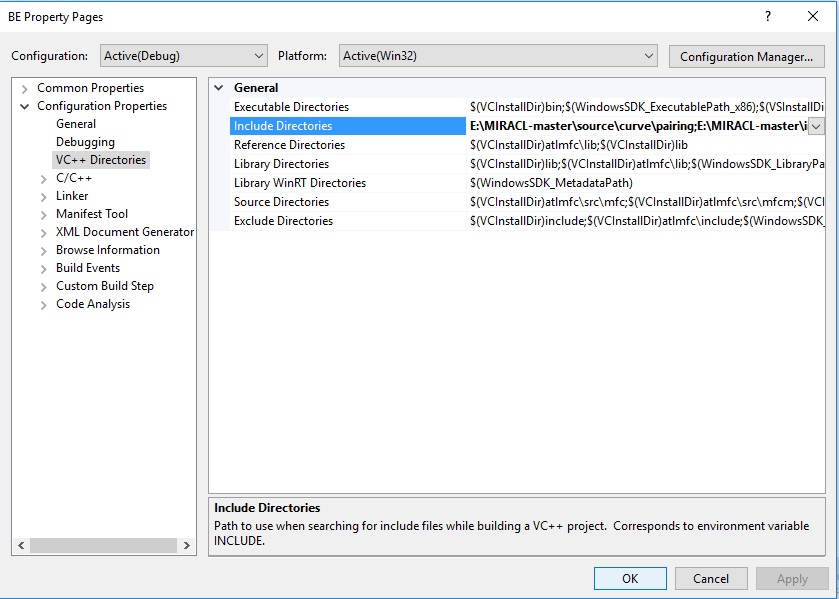 BE Property Pages
?
Configuration: Active(Debug) Platform: Active(Win32) Configuration Manager...
Common Properties
Configuration Properties
General
Debugging
VC++ Directories
C/C++
Linker
Manifest Tool
XML Document Generator
Browse Information
Build Events
Custom Build Step
Code Analysis
General
Executable Directories $(VCInstallDir)bin;$(WindowsSDK_ExecutablePath_x86);$(VSInstallDi
Include Directories E:\MIRACL-master\source\curve\pairing;E:\MIRACL-master\i
Reference Directories $(VCInstallDir)atlmfc\lib;$(VCInstallDir)lib
Library Directories $(VCInstallDir)lib;$(VCInstallDir)atlmfc\lib;$(WindowsSDK_LibraryPa
Library WinRT Directories $(WindowsSDK_MetadataPath)
Source Directories $(VCInstallDir)atlmfc\src\mfc;$(VCInstallDir)atlmfc\src\mfcm;$(VCI
Exclude Directories $(VCInstallDir)include;$(VCInstallDir)atlmfc\include;$(WindowsSDK_
Include Directories
Path to use when searching for include files while building a VC++ project. Corresponds to environment variable
INCLUDE.
OK Cancel Apply